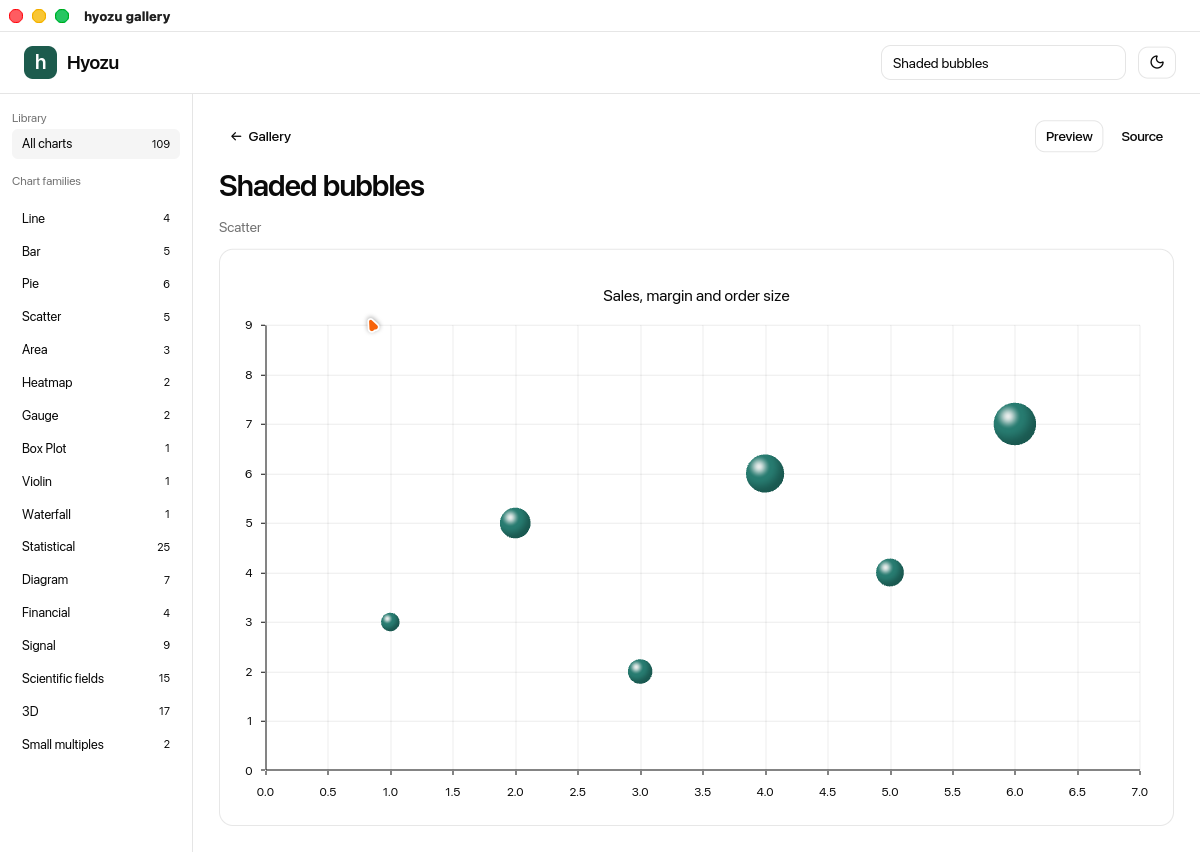 hyozu gallery
h Hyozu
Shaded bubbles
Library
All charts 109
Chart families
Line 4
Bar 5
Pie 6
Scatter 5
Area 3
Heatmap 2
Gauge 2
Box Plot 1
Violin 1
Waterfall 1
Statistical 25
Diagram 7
Financial 4
Signal 9
Scientific fields 15
3D 17
Small multiples 2
← Gallery
Preview Source
Shaded bubbles
Scatter
Sales, margin and order size
9
8
7
6
5
4
3
2
1
0
0.0 0.5 1.0 1.5 2.0 2.5 3.0 3.5 4.0 4.5 5.0 5.5 6.0 6.5 7.0